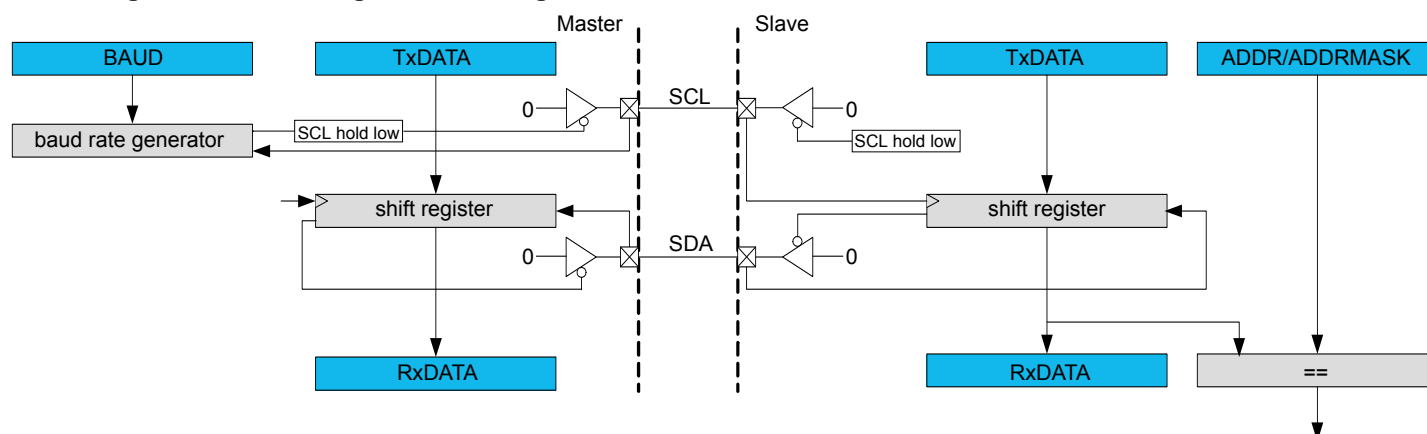 Master
Slave
BAUD
TxDATA
TxDATA
ADDR/ADDRMASK
0
SCL
0
baud rate generator
SCL hold low
SCL hold low
shift register
shift register
0
SDA
0
RxDATA
RxDATA
==